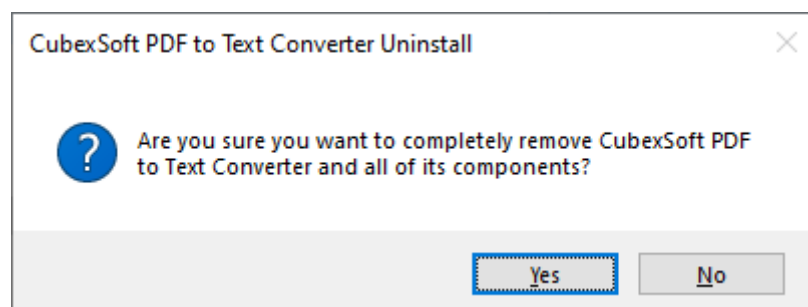 CubexSoft PDF to Text Converter Uninstall
?
Are you sure you want to completely remove CubexSoft PDF
to Text Converter and all of its components?
Yes
No